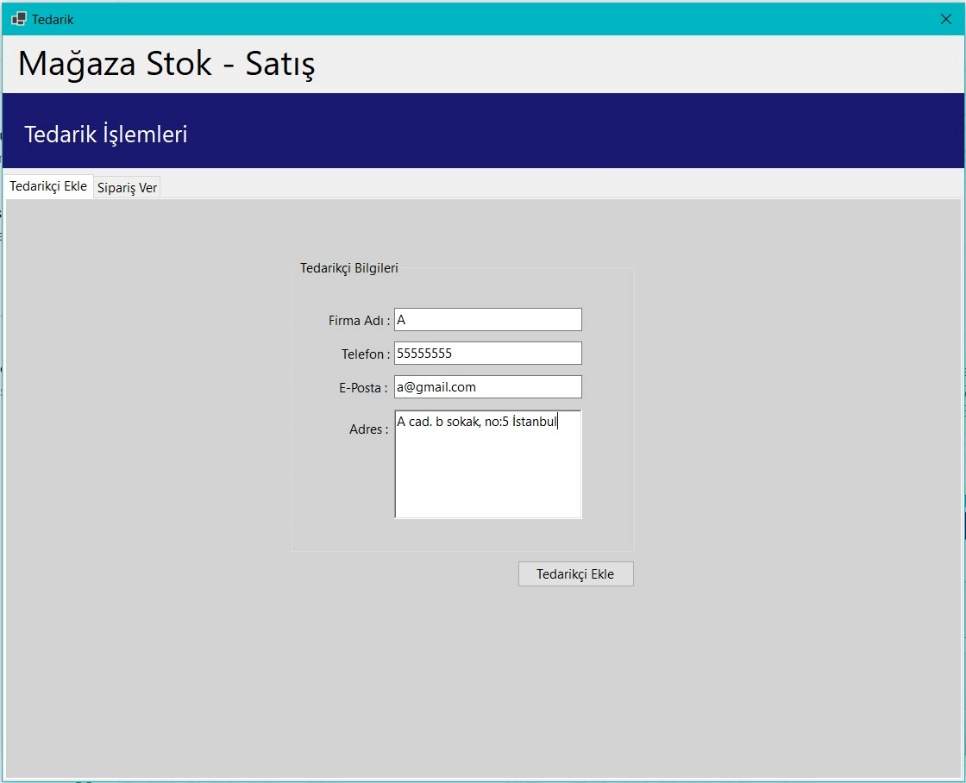 Tedarik
Mağaza Stok - Satış
Tedarik İşlemleri
Tedarikçi Ekle Sipariş Ver
Tedarikçi Bilgileri
Firma Adı : A
Telefon : 55555555
E-Posta : a@gmail.com
Adres : A cad. b sokak, no:5 İstanbul
Tedarikçi Ekle